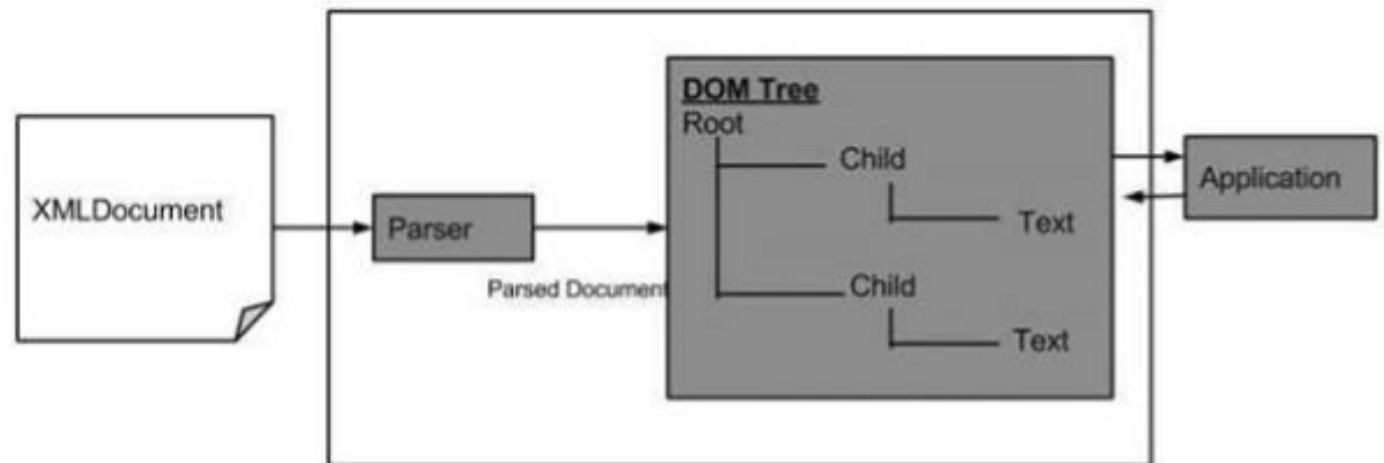 XMLDocument
Parser
Parsed Document
DOM Tree
Root
Child
Text
Child
Text
Application